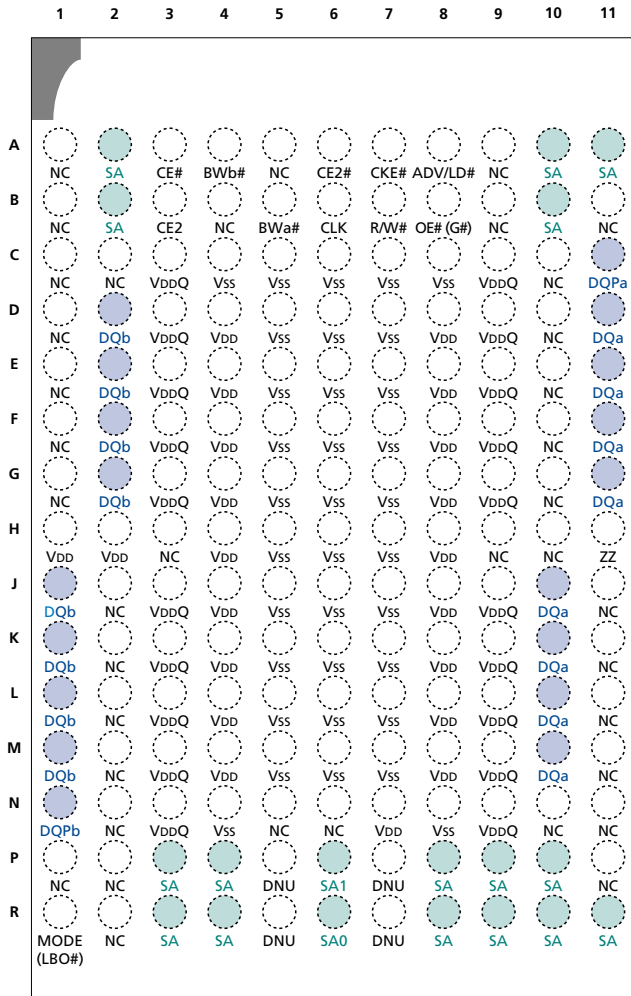 1 2 3 4 5 6 7 8 9 10 11
A
NC SA CE# BWb# NC CE2# CKE# ADV/LD# NC SA SA
B
NC SA CE2 NC BWa# CLK R/W# OE# (G#) NC SA NC
C
NC NC VDDQ VSS VSS VSS VSS VSS VDDQ NC DQPa
D
NC DQb VDDQ VDD VSS VSS VSS VDD VDDQ NC DQa
E
NC DQb VDDQ VDD VSS VSS VSS VDD VDDQ NC DQa
F
NC DQb VDDQ VDD VSS VSS VSS VDD VDDQ NC DQa
G
NC DQb VDDQ VDD VSS VSS VSS VDD VDDQ NC DQa
H
VDD VDD NC VDD VSS VSS VSS VDD NC NC ZZ
J
DQb NC VDDQ VDD VSS VSS VSS VDD VDDQ DQa NC
K
DQb NC VDDQ VDD VSS VSS VSS VDD VDDQ DQa NC
L
DQb NC VDDQ VDD VSS VSS VSS VDD VDDQ DQa NC
M
DQb NC VDDQ VDD VSS VSS VSS VDD VDDQ DQa NC
N
DQPb NC VDDQ VSS NC NC VDD VSS VDDQ NC NC
P
NC NC SA SA DNU SA1 DNU SA SA SA NC
R
MODE NC SA SA DNU SA0 DNU SA SA SA SA
(LBO#)